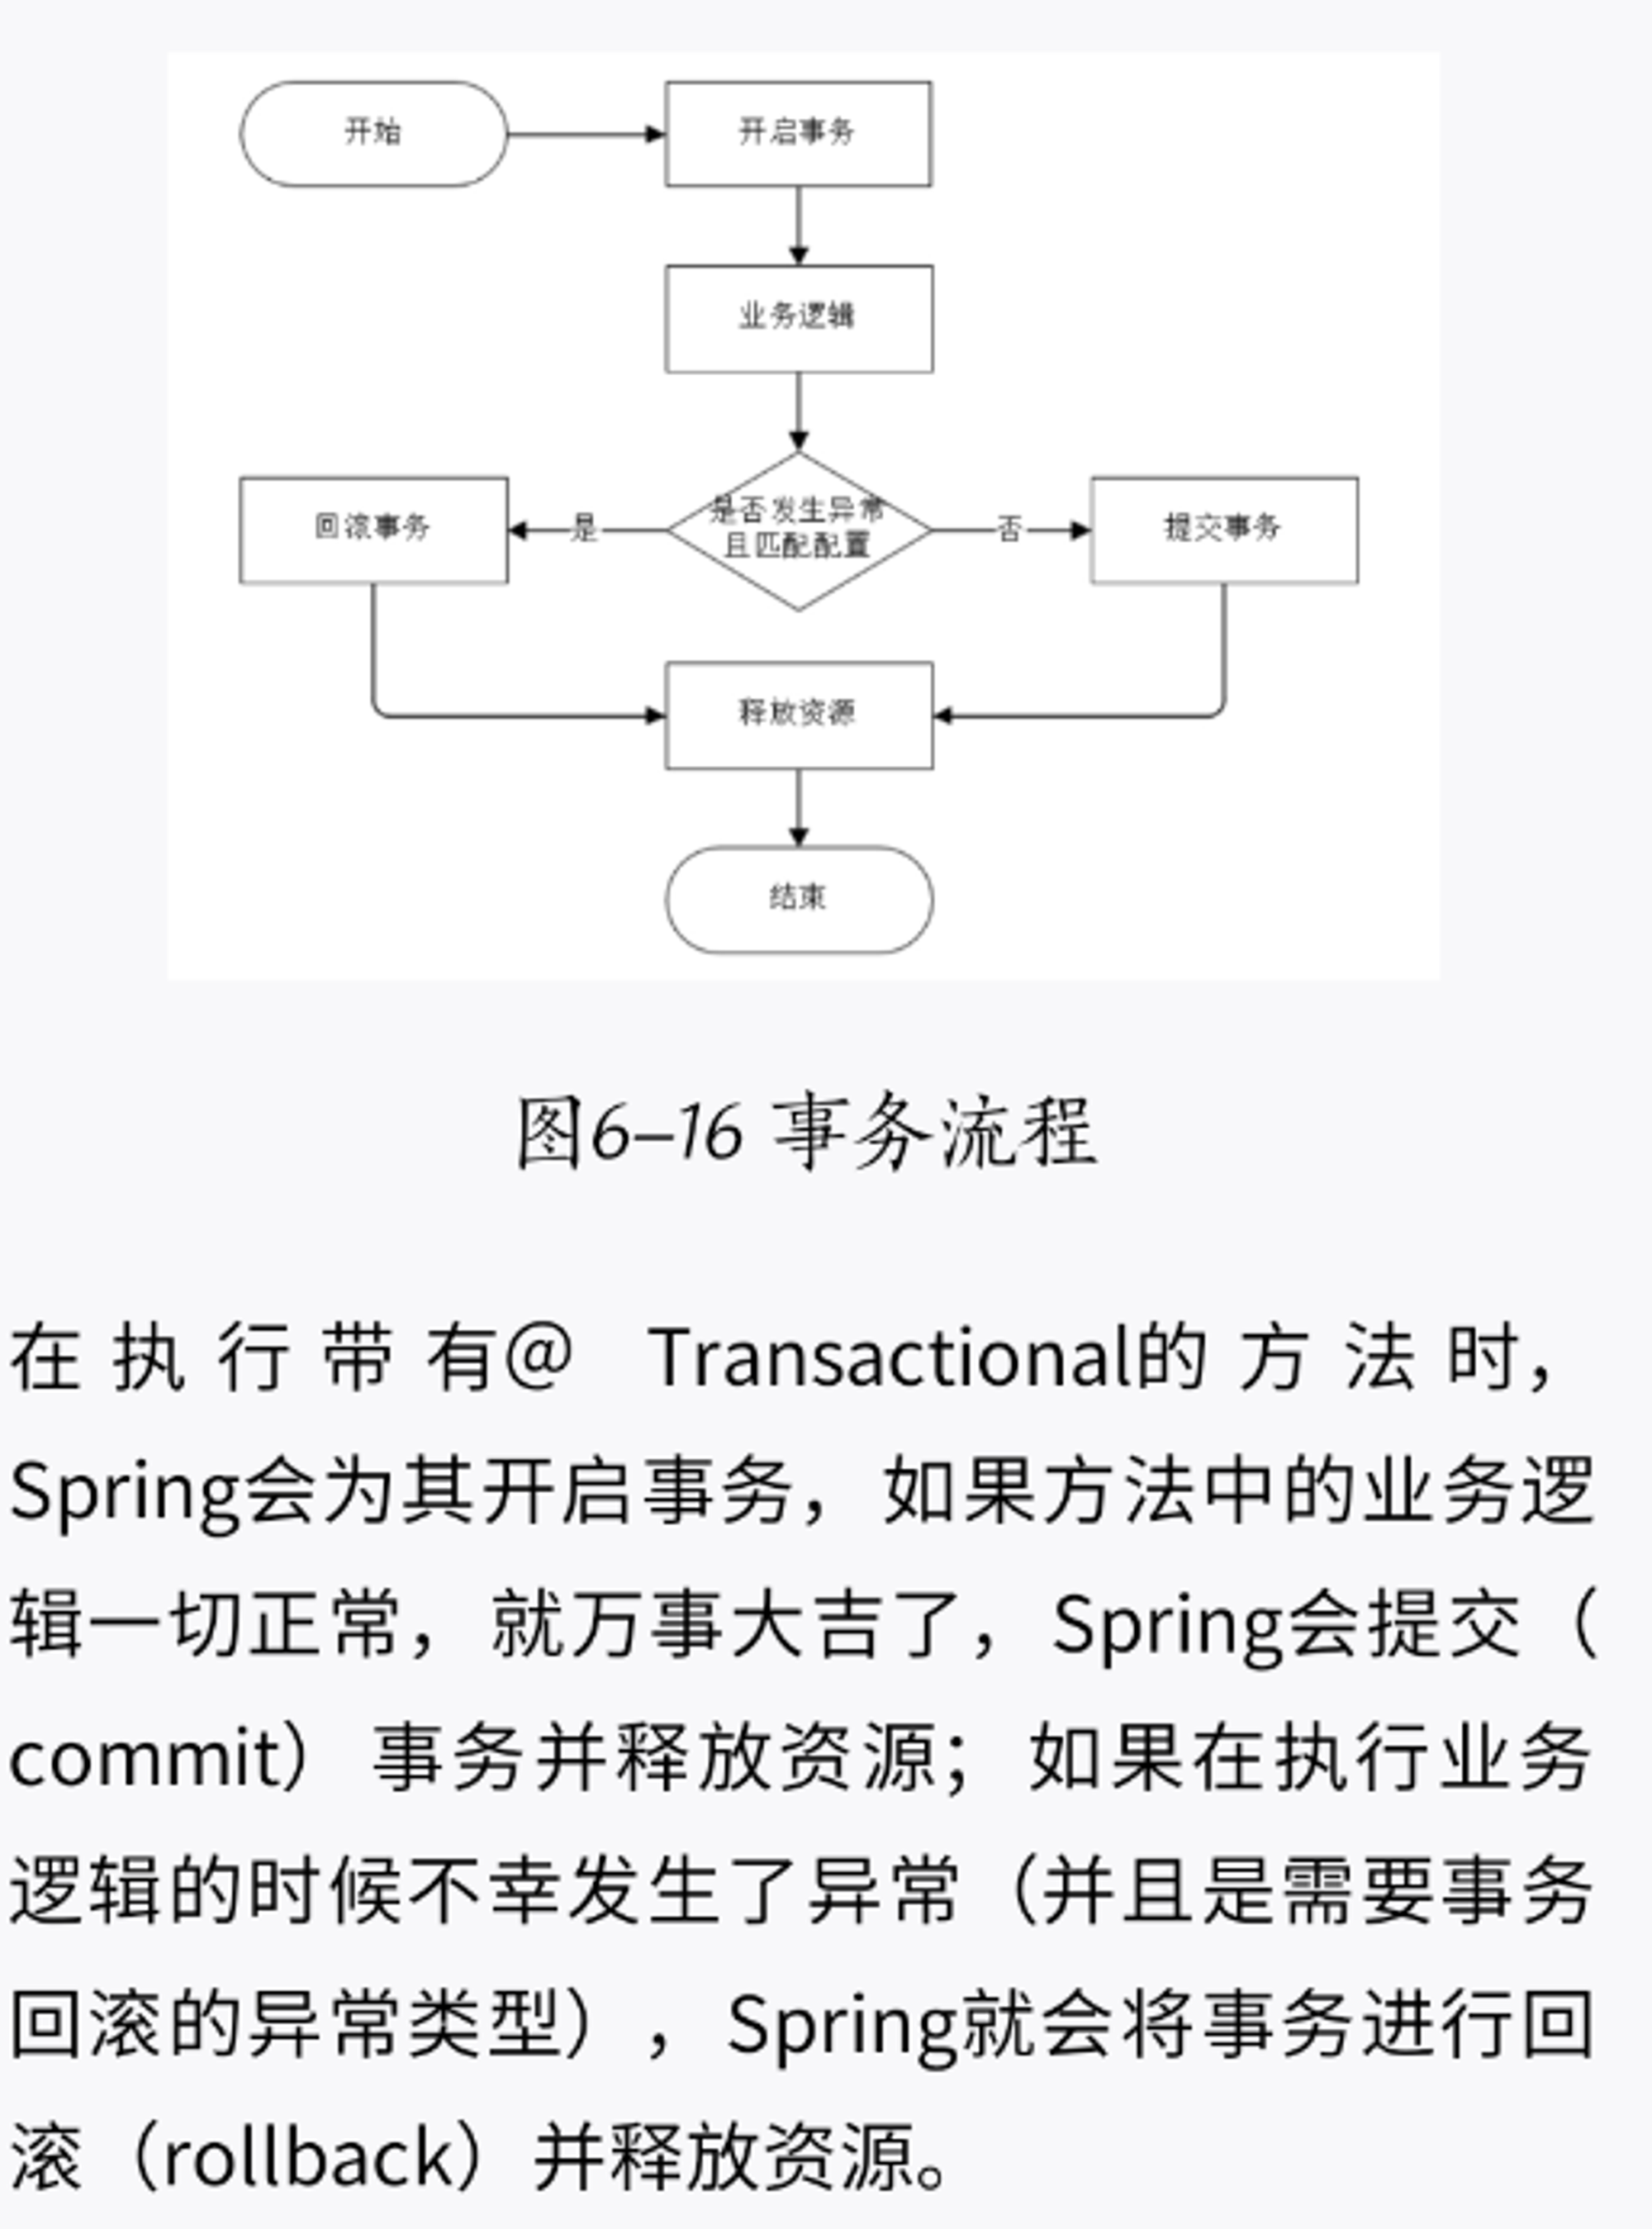 开始
开启事务
业务逻辑
是否发生异常
且匹配配置
是
否
回滚事务
提交事务
释放资源
结束
图6–16 事务流程
在执行带有@ Transactional的方法时，
Spring会为其开启事务，如果方法中的业务逻
辑一切正常，就万事大吉了，Spring会提交（
commit）事务并释放资源；如果在执行业务
逻辑的时候不幸发生了异常（并且是需要事务
回滚的异常类型），Spring就会将事务进行回
滚（rollback）并释放资源。